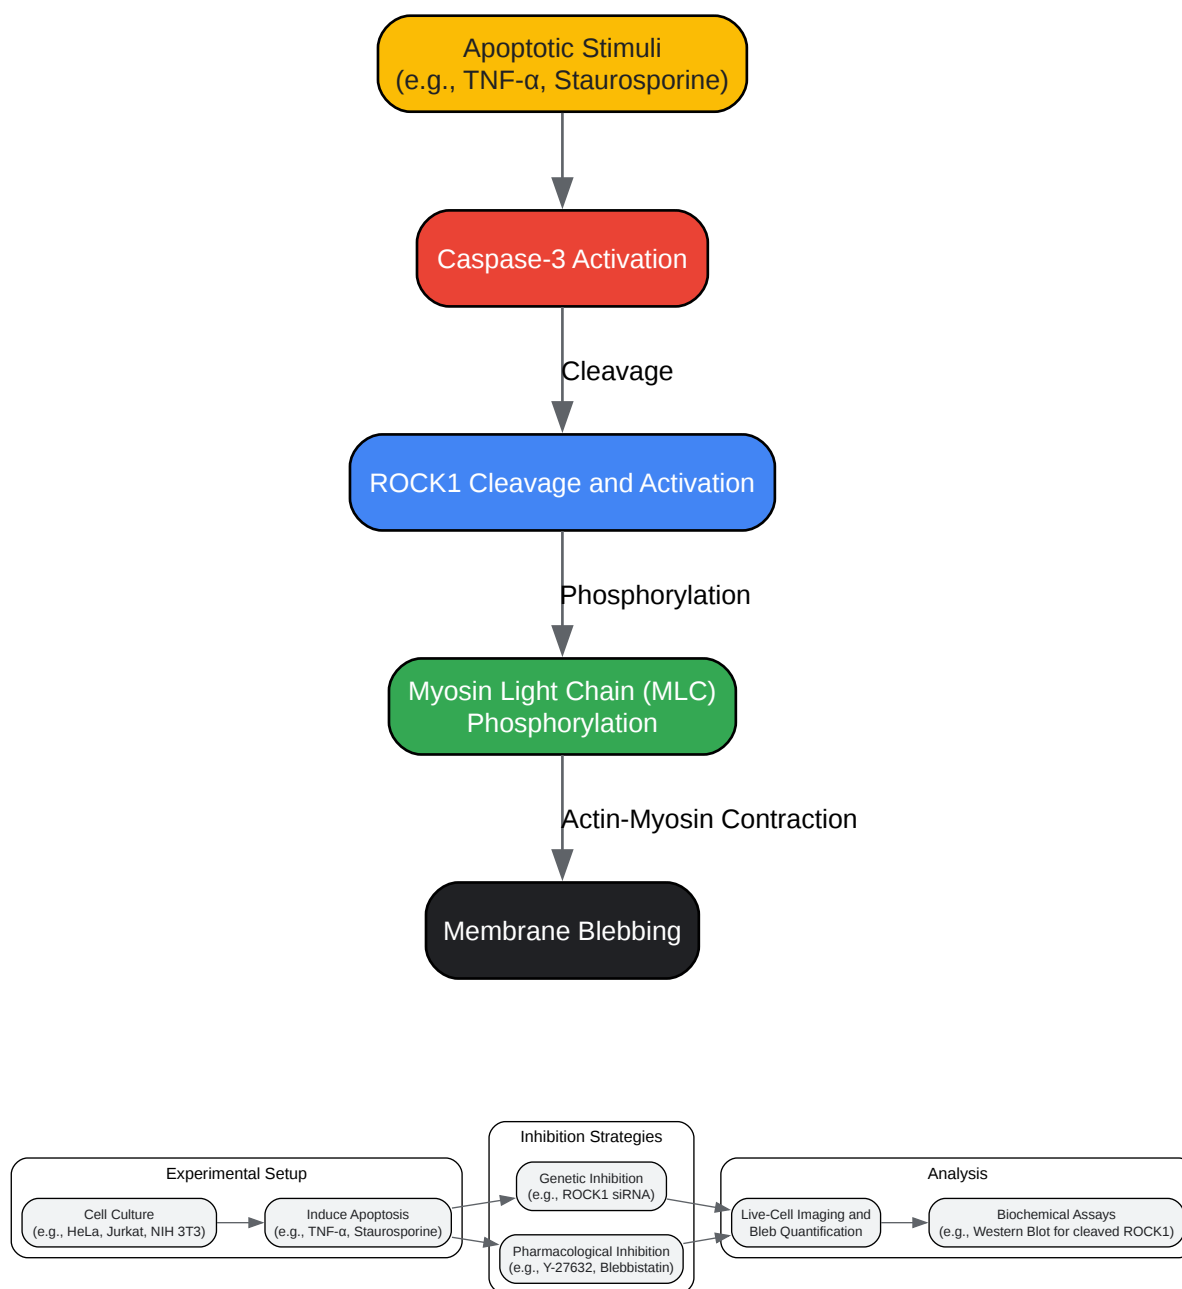 Apoptotic Stimuli
(e.g., TNF-α, Staurosporine)
Caspase-3 Activation
Cleavage
ROCK1 Cleavage and Activation
Phosphorylation
Myosin Light Chain (MLC)
Phosphorylation
Actin-Myosin Contraction
Membrane Blebbing
Experimental Setup
Cell Culture
(e.g., HeLa, Jurkat, NIH 3T3)
Induce Apoptosis
(e.g., TNF-α, Staurosporine)
Inhibition Strategies
Genetic Inhibition
(e.g., ROCK1 siRNA)
Pharmacological Inhibition
(e.g., Y-27632, Blebbistatin)
Analysis
Live-Cell Imaging and
Bleb Quantification
Biochemical Assays
(e.g., Western Blot for cleaved ROCK1)